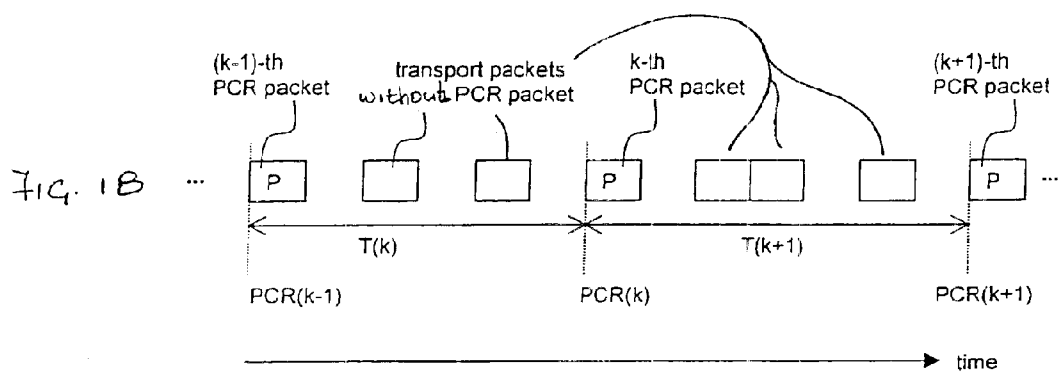 (k-1)-th
PCR packet
transport packets
without PCR packet
k-th
PCR packet
(k+1)-th
PCR packet
FIG. 1B
...
P
P
P
...
T(k)
T(k+1)
PCR(k-1)
PCR(k)
PCR(k+1)
time